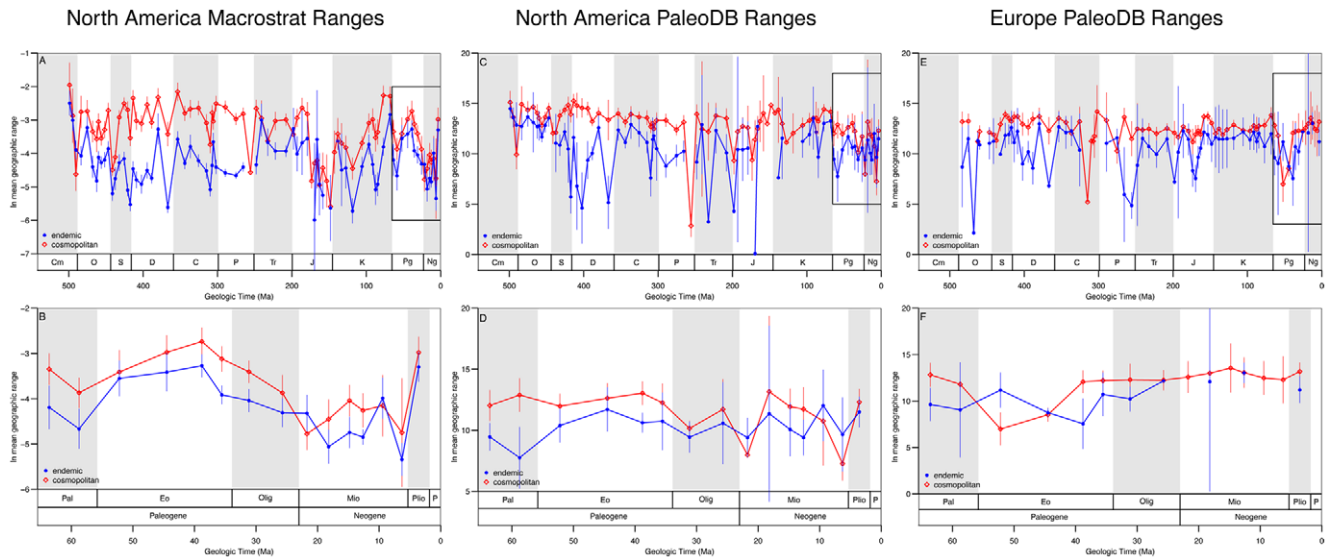 North America Macrostrat Ranges
North America PaleoDB Ranges
Europe PaleoDB Ranges
A
ln mean geographic range
−1
−2
−3
−4
−5
−6
−7
endemic
cosmopolitan
Cm O S D C P Tr J K Pg Ng
500 400 300 200 100 0
Geologic Time (Ma)
C
ln mean geographic range
20
15
10
5
0
endemic
cosmopolitan
Cm O S D C P Tr J K Pg Ng
500 400 300 200 100 0
Geologic Time (Ma)
E
ln mean geographic range
20
15
10
5
0
endemic
cosmopolitan
Cm O S D C P Tr J K Pg Ng
500 400 300 200 100 0
Geologic Time (Ma)
B
ln mean geographic range
−2
−3
−4
−5
−6
endemic
cosmopolitan
Pal Eo Olig Mio Plio P
Paleogene Neogene
60 50 40 30 20 10 0
Geologic Time (Ma)
D
ln mean geographic range
20
15
10
5
endemic
cosmopolitan
Pal Eo Olig Mio Plio P
Paleogene Neogene
60 50 40 30 20 10 0
Geologic Time (Ma)
F
ln mean geographic range
20
15
10
5
0
endemic
cosmopolitan
Pal Eo Olig Mio Plio P
Paleogene Neogene
60 50 40 30 20 10 0
Geologic Time (Ma)